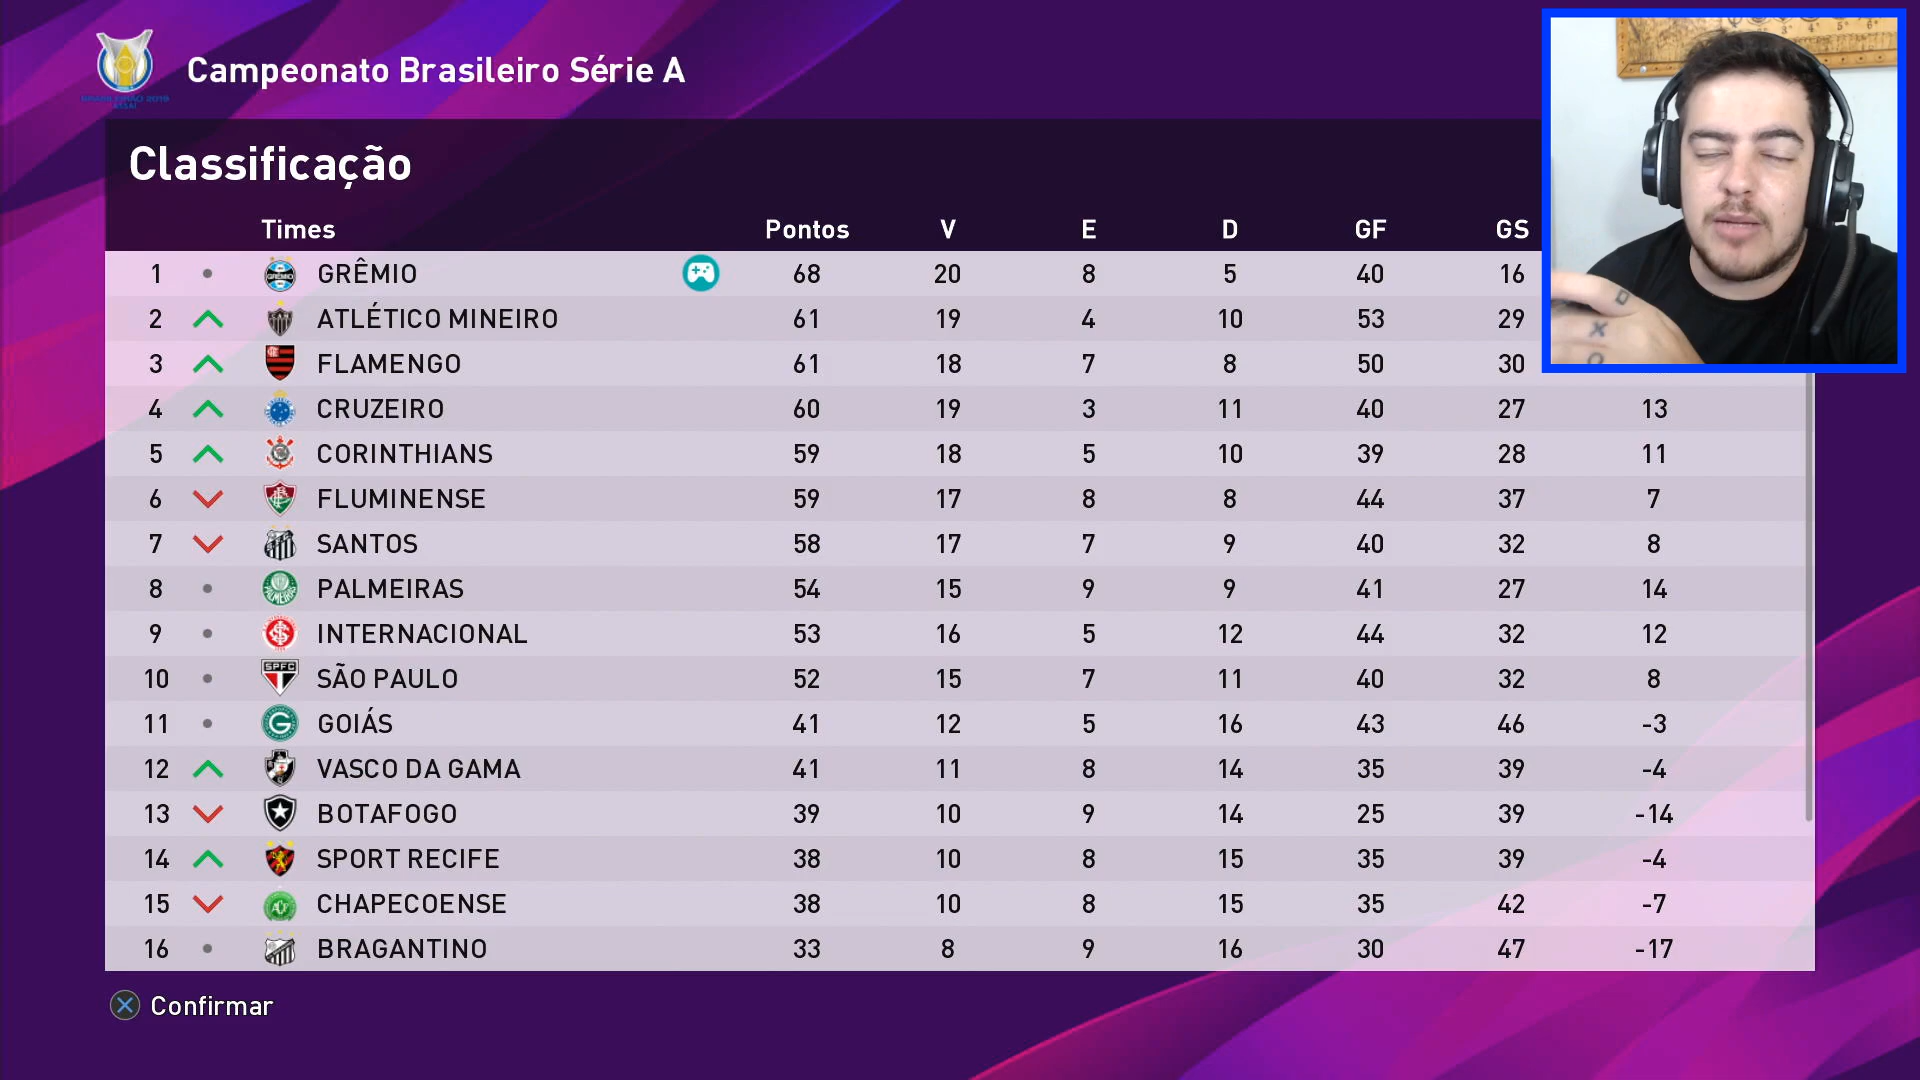 Campeonato Brasileiro Série A
BRASILEIRÃO 2019
ASSAÍ
Classificação
Times Pontos V E D GF GS
1 GRÊMIO 68 20 8 5 40 16
2 ATLÉTICO MINEIRO 61 19 4 10 53 29
3 FLAMENGO 61 18 7 8 50 30
4 CRUZEIRO 60 19 3 11 40 27 13
5 CORINTHIANS 59 18 5 10 39 28 11
6 FLUMINENSE 59 17 8 8 44 37 7
7 SANTOS 58 17 7 9 40 32 8
8 PALMEIRAS 54 15 9 9 41 27 14
9 INTERNACIONAL 53 16 5 12 44 32 12
10 SÃO PAULO 52 15 7 11 40 32 8
11 GOIÁS 41 12 5 16 43 46 -3
12 VASCO DA GAMA 41 11 8 14 35 39 -4
13 BOTAFOGO 39 10 9 14 25 39 -14
14 SPORT RECIFE 38 10 8 15 35 39 -4
15 CHAPECOENSE 38 10 8 15 35 42 -7
16 BRAGANTINO 33 8 9 16 30 47 -17
Confirmar